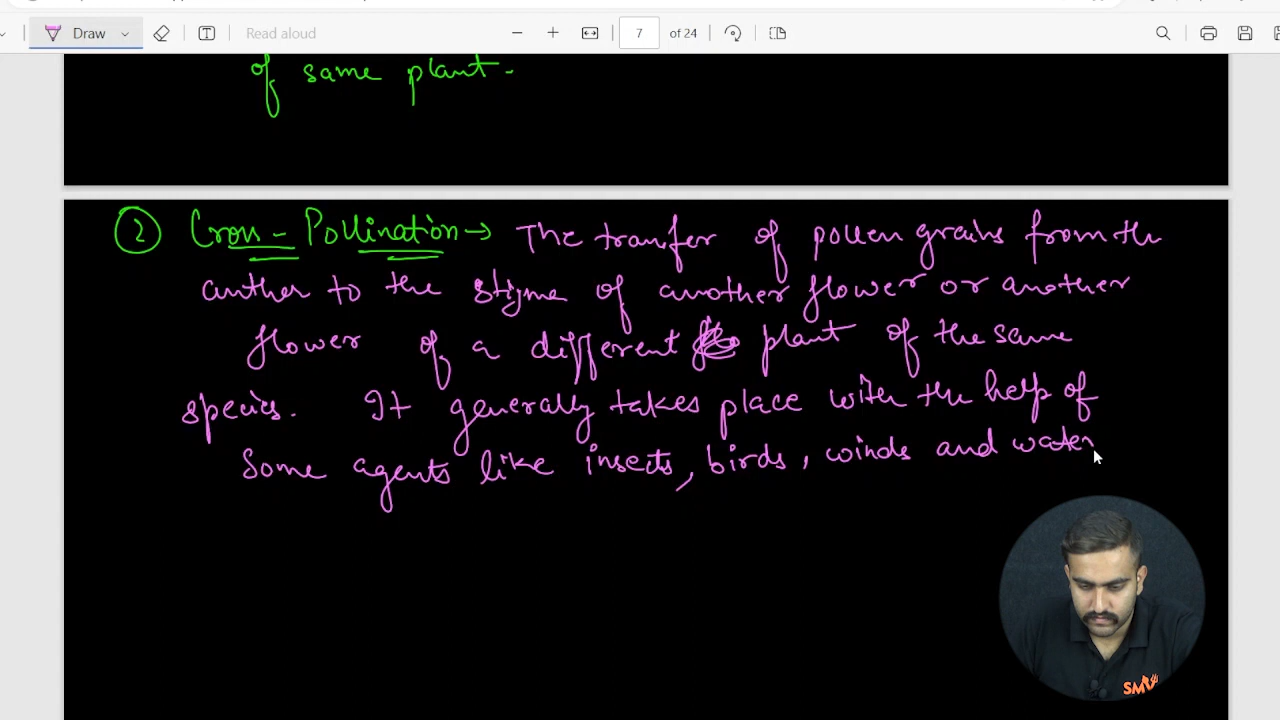 Draw
Read aloud
7 of 24
of same plant.
② Cross-Pollination → The transfer of pollen grains from the
anther to the stigma of another flower or another
flower of a different plant of the same
species. It generally takes place with the help of
some agents like insects, birds, winds and water